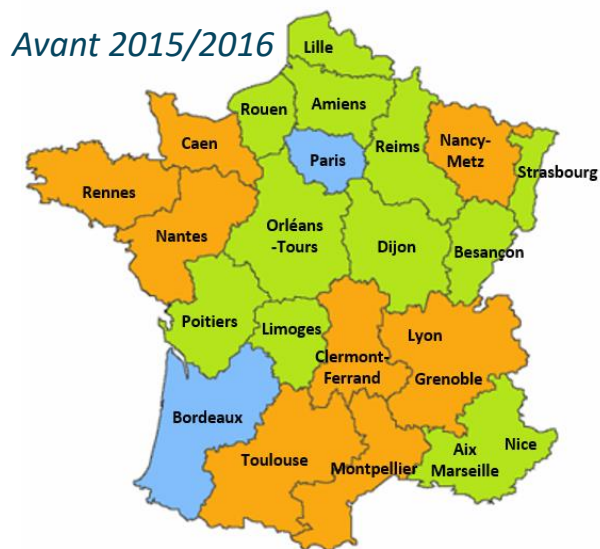 Avant 2015/2016
Lille
Rouen
Amiens
Caen
Paris
Reims
Nancy-
Metz
Strasbourg
Rennes
Nantes
Orléans
-Tours
Dijon
Besançon
Poitiers
Limoges
Clermont-
Ferrand
Lyon
Grenoble
Bordeaux
Toulouse
Montpellier
Aix
Marseille
Nice